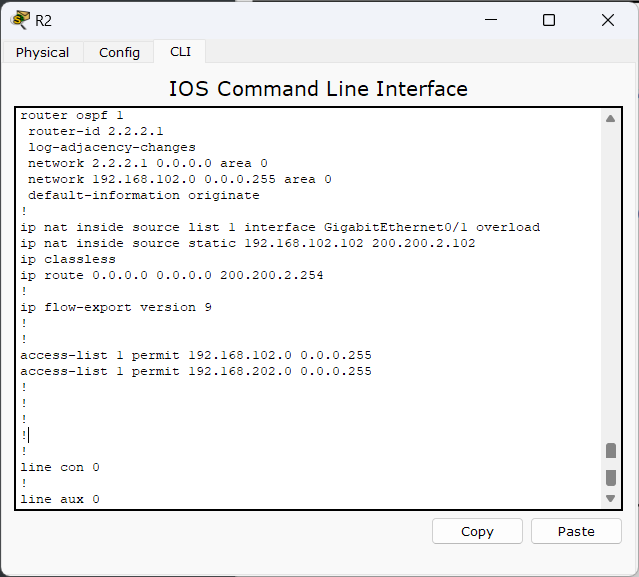 R2
Physical Config CLI
IOS Command Line Interface
router ospf 1
router-id 2.2.2.1
log-adjacency-changes
network 2.2.2.1 0.0.0.0 area 0
network 192.168.102.0 0.0.0.255 area 0
default-information originate
!
ip nat inside source list 1 interface GigabitEthernet0/1 overload
ip nat inside source static 192.168.102.102 200.200.2.102
ip classless
ip route 0.0.0.0 0.0.0.0 200.200.2.254
!
ip flow-export version 9
!
!
access-list 1 permit 192.168.102.0 0.0.0.255
access-list 1 permit 192.168.202.0 0.0.0.255
!
!
!
!
!
line con 0
!
line aux 0
Copy Paste